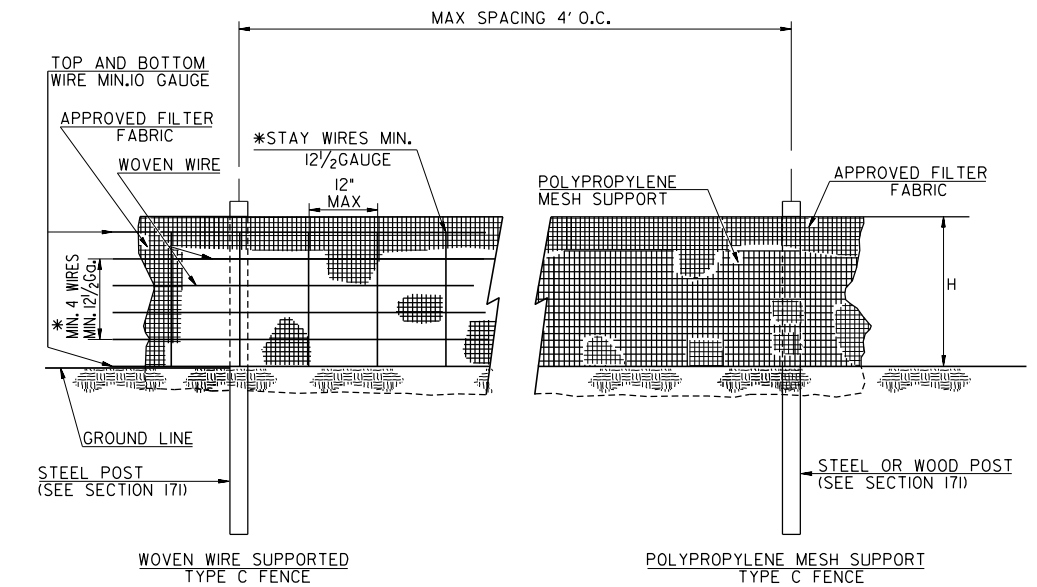 MAX SPACING 4' O.C.
TOP AND BOTTOM
WIRE MIN.10 GAUGE
APPROVED FILTER
FABRIC
WOVEN WIRE
*STAY WIRES MIN.
12 1/2 GAUGE
12"
MAX
POLYPROPYLENE
MESH SUPPORT
APPROVED FILTER
FABRIC
* MIN. 4 WIRES
MIN. 12 1/2 Ga.
H
GROUND LINE
STEEL POST
(SEE SECTION 171)
STEEL OR WOOD POST
(SEE SECTION 171)
WOVEN WIRE SUPPORTED
TYPE C FENCE
POLYPROPYLENE MESH SUPPORT
TYPE C FENCE